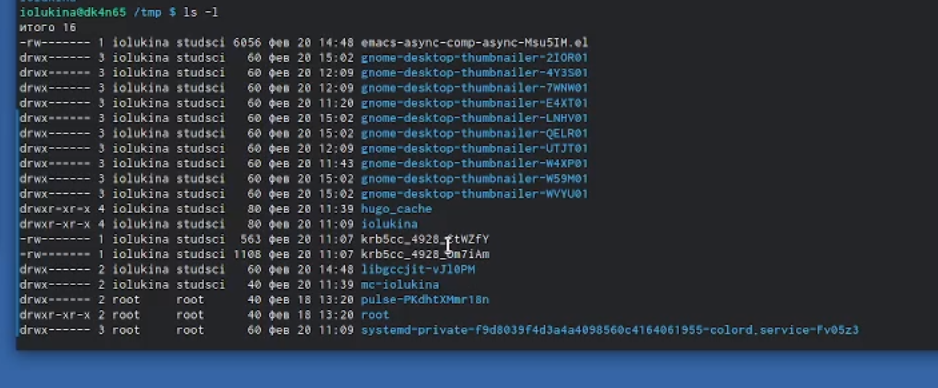 iolukina@dk4n65 /tmp $ ls -l
итого 16
-rw------- 1 iolukina studsci 6056 фев 20 14:48 emacs-async-comp-async-Msu5IM.el
drwx------ 3 iolukina studsci 60 фев 20 15:02 gnome-desktop-thumbnailer-2IOR01
drwx------ 3 iolukina studsci 60 фев 20 12:09 gnome-desktop-thumbnailer-4Y3S01
drwx------ 3 iolukina studsci 60 фев 20 12:09 gnome-desktop-thumbnailer-7WNW01
drwx------ 3 iolukina studsci 60 фев 20 11:20 gnome-desktop-thumbnailer-E4XT01
drwx------ 3 iolukina studsci 60 фев 20 15:02 gnome-desktop-thumbnailer-LNHV01
drwx------ 3 iolukina studsci 60 фев 20 15:02 gnome-desktop-thumbnailer-QELR01
drwx------ 3 iolukina studsci 60 фев 20 12:09 gnome-desktop-thumbnailer-UTJT01
drwx------ 3 iolukina studsci 60 фев 20 11:43 gnome-desktop-thumbnailer-W4XP01
drwx------ 3 iolukina studsci 60 фев 20 15:02 gnome-desktop-thumbnailer-W59M01
drwx------ 3 iolukina studsci 60 фев 20 15:02 gnome-desktop-thumbnailer-WVYU01
drwxr-xr-x 4 iolukina studsci 80 фев 20 11:39 hugo_cache
drwxr-xr-x 4 iolukina studsci 80 фев 20 11:09 iolukina
-rw------- 1 iolukina studsci 563 фев 20 11:07
-rw------- 1 iolukina studsci 1108 фев 20 11:07
drwx------ 2 iolukina studsci 60 фев 20 14:48 libgccjit-vJl0PM
drwx------ 2 iolukina studsci 40 фев 20 11:39 mc-iolukina
drwx------ 2 root root 40 фев 18 13:20 pulse-PKdhtXMmr18n
drwxr-xr-x 2 root root 40 фев 18 13:20 root
drwx------ 3 root root 60 фев 20 11:09 systemd-private-f9d8039f4d3a4a4098560c4164061955-colord.service-Fv05z3